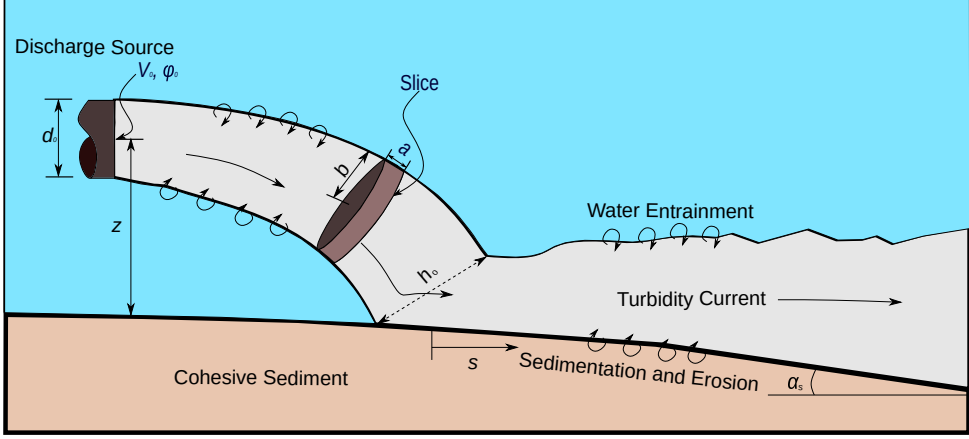 Discharge Source
V₀, φ₀
Slice
d₀
a
b
z
Water Entrainment
h₀
Turbidity Current
s
Sedimentation and Erosion
Cohesive Sediment
αₛ